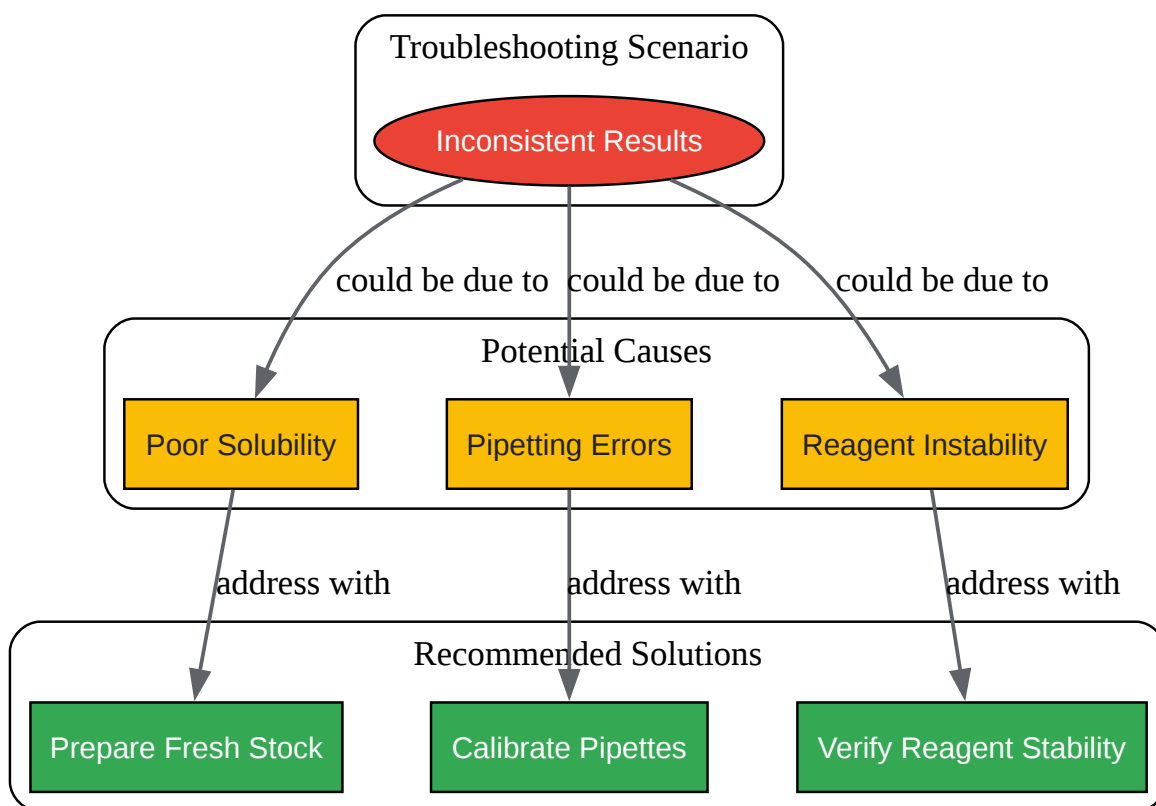 Troubleshooting Scenario
Inconsistent Results
could be due to
could be due to
could be due to
Potential Causes
Poor Solubility
Pipetting Errors
Reagent Instability
address with
address with
address with
Recommended Solutions
Prepare Fresh Stock
Calibrate Pipettes
Verify Reagent Stability